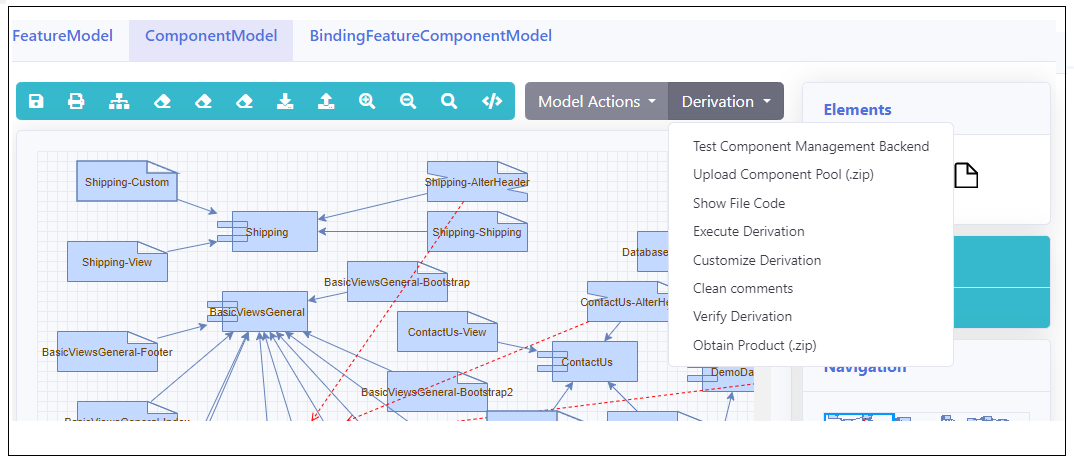 FeatureModel ComponentModel BindingFeatureComponentModel
Model Actions Derivation
Elements
Test Component Management Backend
Upload Component Pool (.zip)
Show File Code
Execute Derivation
Customize Derivation
Clean comments
Verify Derivation
Obtain Product (.zip)
Navigation
Shipping-Custom
Shipping-AlterHeader
Shipping
Shipping-Shipping
Shipping-View
Database
BasicViewsGeneral-Bootstrap
ContactUs-AlterHe
BasicViewsGeneral
ContactUs-View
BasicViewsGeneral-Footer
ContactUs
DemoDa
BasicViewsGeneral-Bootstrap2